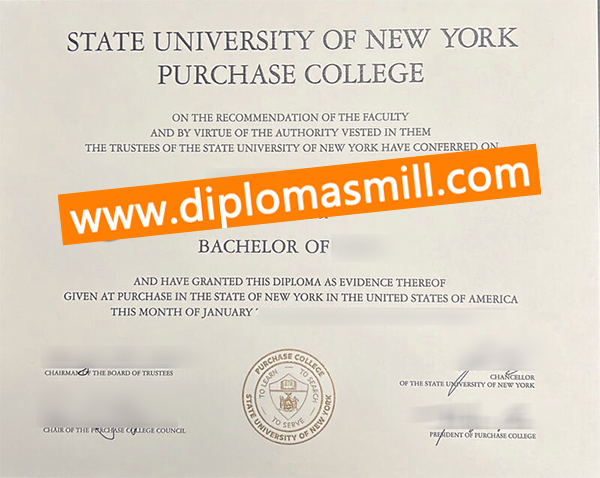 STATE UNIVERSITY OF NEW YORK
PURCHASE COLLEGE
ON THE RECOMMENDATION OF THE FACULTY
AND BY VIRTUE OF THE AUTHORITY VESTED IN THEM
THE TRUSTEES OF THE STATE UNIVERSITY OF NEW YORK HAVE CONFERRED ON
www.diplomasmill.com
BACHELOR OF
AND HAVE GRANTED THIS DIPLOMA AS EVIDENCE THEREOF
GIVEN AT PURCHASE IN THE STATE OF NEW YORK IN THE UNITED STATES OF AMERICA
THIS MONTH OF JANUARY
CHAIRMAN OF THE BOARD OF TRUSTEES
CHANCELLOR
OF THE STATE UNIVERSITY OF NEW YORK
PURCHASE COLLEGE
TO LEARN TO SEARCH
TO SERVE
STATE UNIVERSITY OF NEW YORK
CHAIR OF THE PURCHASE COLLEGE COUNCIL
PRESIDENT OF PURCHASE COLLEGE